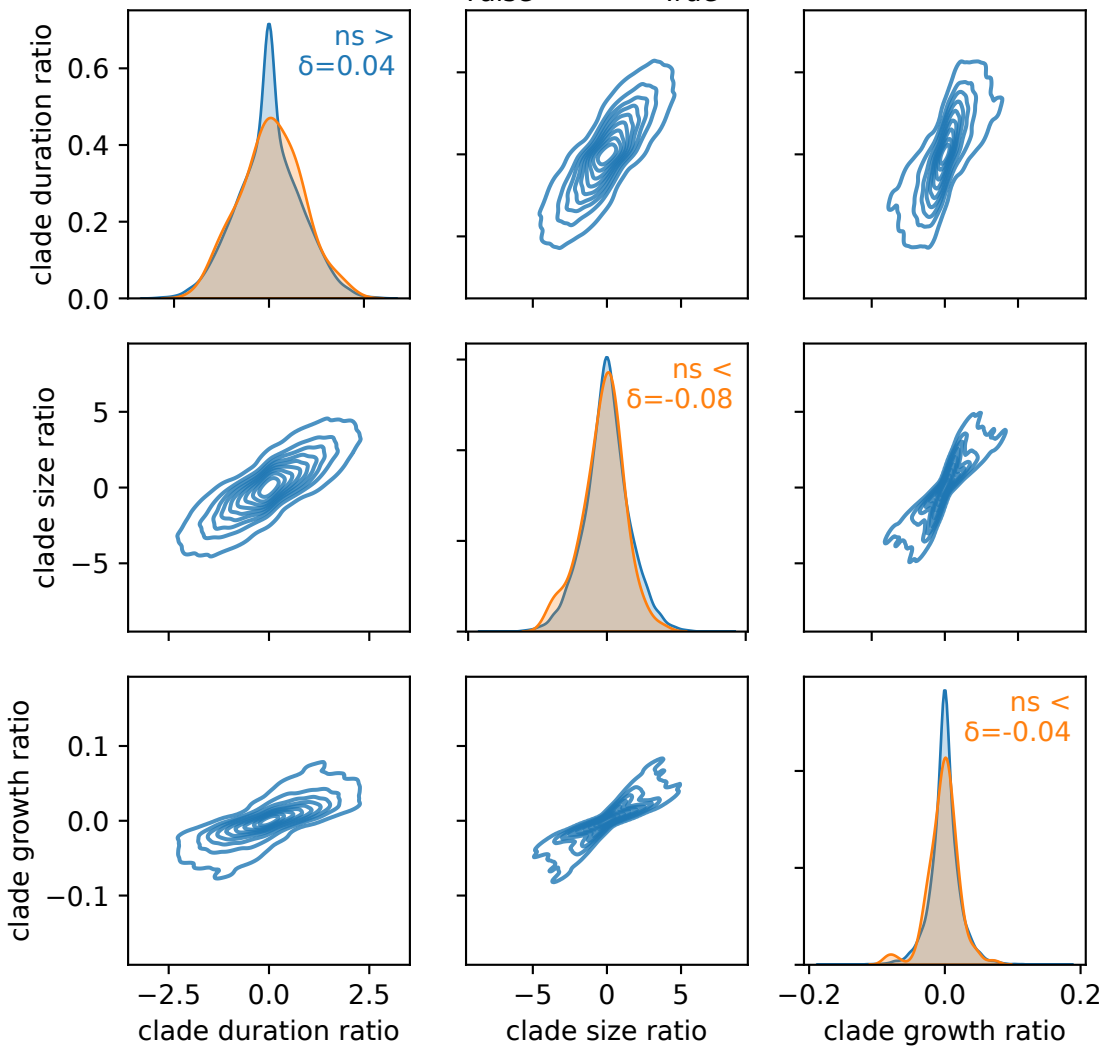 clade duration ratio
0.6
0.4
0.2
0.0
ns >
δ=0.04
clade size ratio
5
0
−5
ns <
δ=-0.08
clade growth ratio
0.1
0.0
−0.1
ns <
δ=-0.04
−2.5 0.0 2.5
−5 0 5
−0.2 0.0 0.2
clade duration ratio
clade size ratio
clade growth ratio